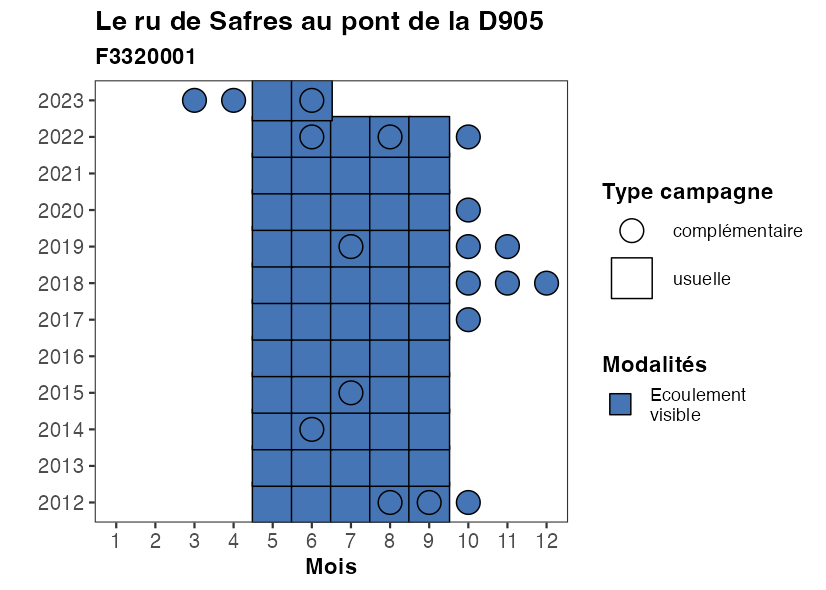 Le ru de Safres au pont de la D905
F3320001
2023
2022
2021
2020
2019
2018
2017
2016
2015
2014
2013
2012
1 2 3 4 5 6 7 8 9 10 11 12
Mois
Type campagne
complémentaire
usuelle
Modalités
Ecoulement
visible